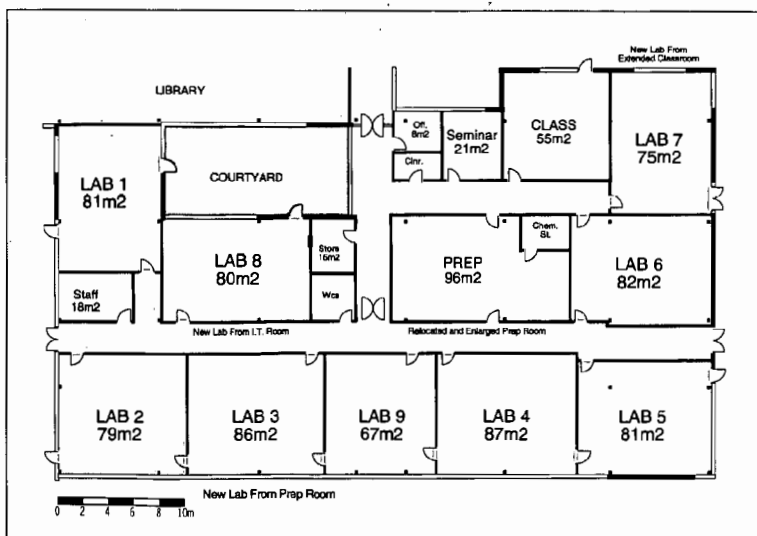 New Lab From
Extended Classroom
LIBRARY
Off.
8m2
Seminar
21m2
CLASS
55m2
LAB 7
75m2
Clnr.
LAB 1
81m2
COURTYARD
Chem.
St.
Store
16m2
LAB 8
80m2
PREP
96m2
LAB 6
82m2
Staff
18m2
Wcs
New Lab From I.T. Room
Relocated and Enlarged Prep Room
LAB 2
79m2
LAB 3
86m2
LAB 9
67m2
LAB 4
87m2
LAB 5
81m2
New Lab From Prep Room
0 2 4 6 8 10m